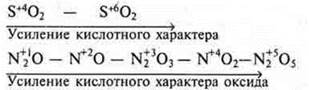 S⁺⁴O₂ — S⁺⁶O₂
Усиление кислотного характера
N₂⁺¹O — N⁺²O — N₂⁺³O₃ — N⁺⁴O₂—N₂⁺⁵O₅
Усиление кислотного характера оксида